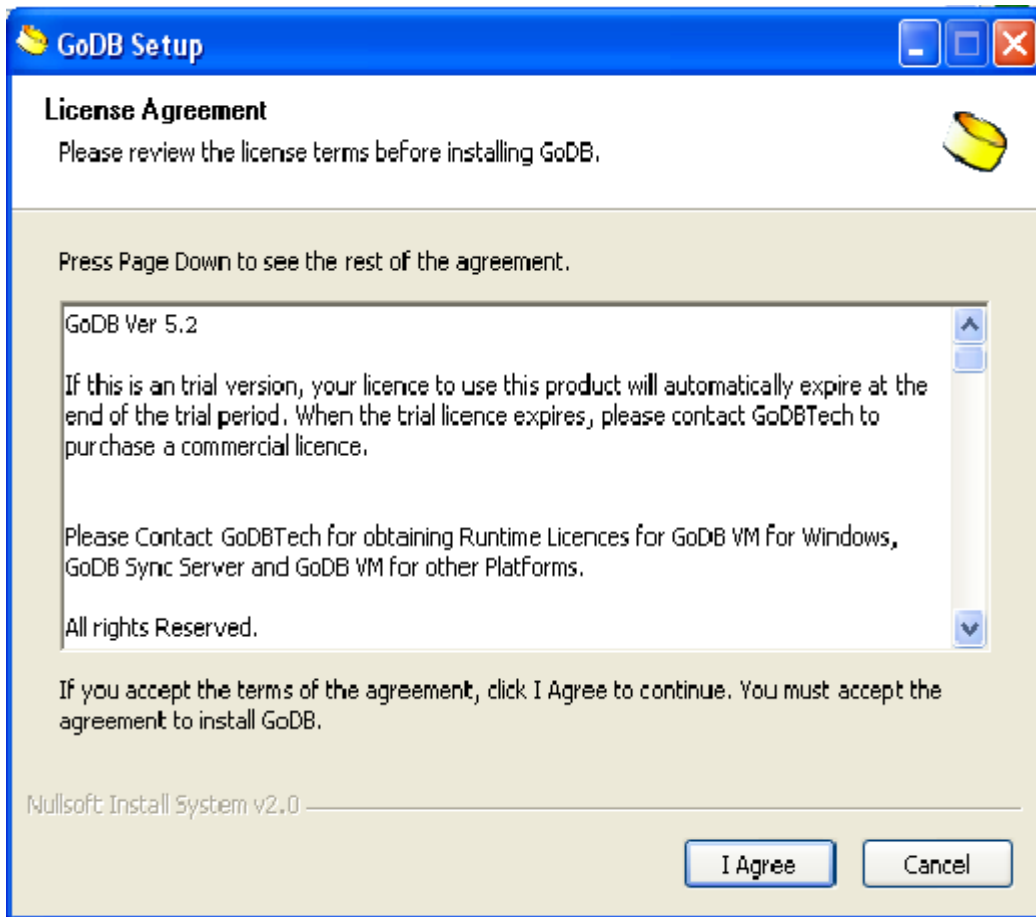 GoDB Setup
License Agreement
Please review the license terms before installing GoDB.
Press Page Down to see the rest of the agreement.
GoDB Ver 5.2
If this is an trial version, your licence to use this product will automatically expire at the
end of the trial period. When the trial licence expires, please contact GoDBTech to
purchase a commercial licence.
Please Contact GoDBTech for obtaining Runtime Licences for GoDB VM for Windows,
GoDB Sync Server and GoDB VM for other Platforms.
All rights Reserved.
If you accept the terms of the agreement, click I Agree to continue. You must accept the
agreement to install GoDB.
Nullsoft Install System v2.0
I Agree
Cancel